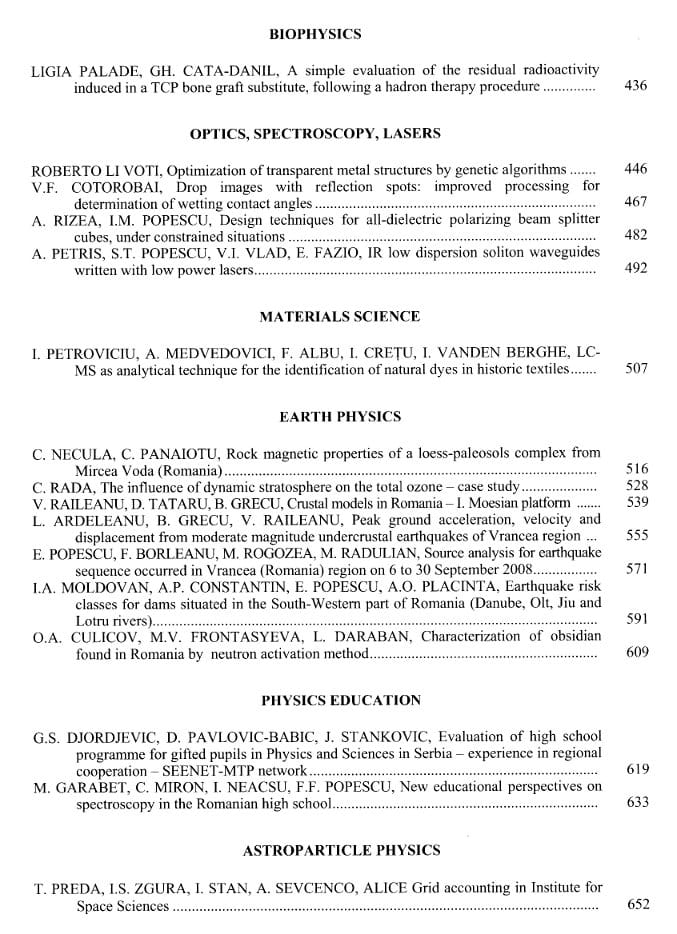 BIOPHYSICS
LIGIA PALADE, GH. CATA-DANIL, A simple evaluation of the residual radioactivity
induced in a TCP bone graft substitute, following a hadron therapy procedure .............. 436
OPTICS, SPECTROSCOPY, LASERS
ROBERTO LI VOTI, Optimization of transparent metal structures by genetic algorithms ....... 446
V.F. COTOROBAI, Drop images with reflection spots: improved processing for
determination of wetting contact angles ........................................................................ 467
A. RIZEA, I.M. POPESCU, Design techniques for all-dielectric polarizing beam splitter
cubes, under constrained situations .............................................................................. 482
A. PETRIS, S.T. POPESCU, V.I. VLAD, E. FAZIO, IR low dispersion soliton waveguides
written with low power lasers....................................................................................... 492
MATERIALS SCIENCE
I. PETROVICIU, A. MEDVEDOVICI, F. ALBU, I. CREŢU, I. VANDEN BERGHE, LC-
MS as analytical technique for the identification of natural dyes in historic textiles....... 507
EARTH PHYSICS
C. NECULA, C. PANAIOTU, Rock magnetic properties of a loess-paleosols complex from
Mircea Voda (Romania) ............................................................................................... 516
C. RADA, The influence of dynamic stratosphere on the total ozone – case study.................... 528
V. RAILEANU, D. TATARU, B. GRECU, Crustal models in Romania – I. Moesian platform ....... 539
L. ARDELEANU, B. GRECU, V. RAILEANU, Peak ground acceleration, velocity and
displacement from moderate magnitude undercrustal earthquakes of Vrancea region ... 555
E. POPESCU, F. BORLEANU, M. ROGOZEA, M. RADULIAN, Source analysis for earthquake
sequence occurred in Vrancea (Romania) region on 6 to 30 September 2008................. 571
I.A. MOLDOVAN, A.P. CONSTANTIN, E. POPESCU, A.O. PLACINTA, Earthquake risk
classes for dams situated in the South-Western part of Romania (Danube, Olt, Jiu and
Lotru rivers)................................................................................................................. 591
O.A. CULICOV, M.V. FRONTASYEVA, L. DARABAN, Characterization of obsidian
found in Romania by neutron activation method.......................................................... 609
PHYSICS EDUCATION
G.S. DJORDJEVIC, D. PAVLOVIC-BABIC, J. STANKOVIC, Evaluation of high school
programme for gifted pupils in Physics and Sciences in Serbia – experience in regional
cooperation – SEENET-MTP network.......................................................................... 619
M. GARABET, C. MIRON, I. NEACSU, F.F. POPESCU, New educational perspectives on
spectroscopy in the Romanian high school.................................................................... 633
ASTROPARTICLE PHYSICS
T. PREDA, I.S. ZGURA, I. STAN, A. SEVCENCO, ALICE Grid accounting in Institute for
Space Sciences ............................................................................................................. 652